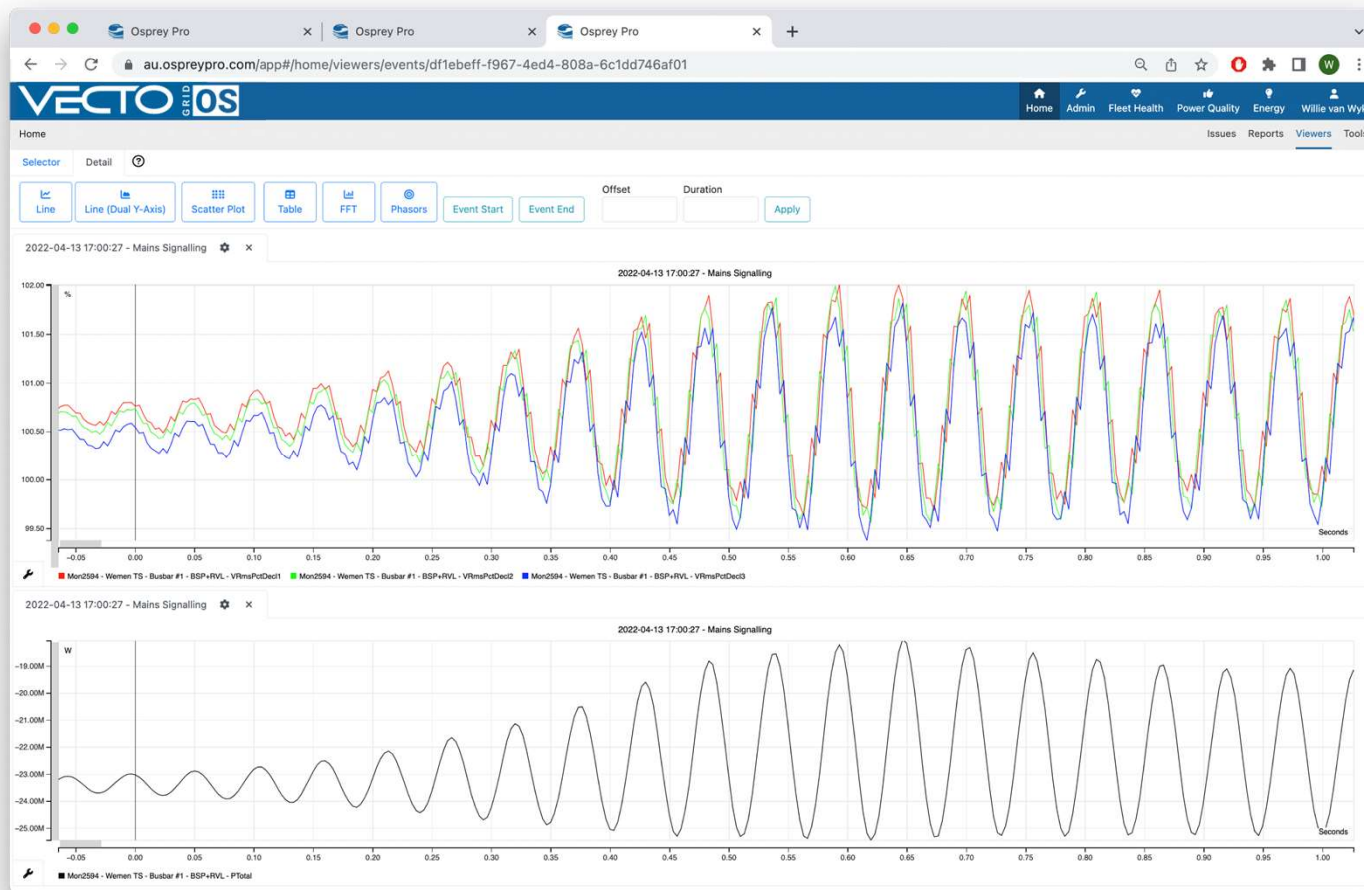 Osprey Pro Osprey Pro Osprey Pro
au.ospreypro.com/app#/home/viewers/events/df1ebeff-f967-4ed4-808a-6c1dd746af01 W
VECTO GRID OS Home Admin Fleet Health Power Quality Energy Willie van Wyk
Home Issues Reports Viewers Tools
Selector Detail
Offset Duration
Line Line (Dual Y-Axis) Scatter Plot Table FFT Phasors Event Start Event End Apply
2022-04-13 17:00:27 - Mains Signalling
2022-04-13 17:00:27 - Mains Signalling
102.00
%
101.50
101.00
100.50
100.00
99.50
Seconds
-0.05 0.00 0.05 0.10 0.15 0.20 0.25 0.30 0.35 0.40 0.45 0.50 0.55 0.60 0.65 0.70 0.75 0.80 0.85 0.90 0.95 1.00
Mon2594 - Wemen TS - Busbar #1 - BSP+RVL - VRmsPctDecl1 Mon2594 - Wemen TS - Busbar #1 - BSP+RVL - VRmsPctDecl2 Mon2594 - Wemen TS - Busbar #1 - BSP+RVL - VRmsPctDecl3
2022-04-13 17:00:27 - Mains Signalling
2022-04-13 17:00:27 - Mains Signalling
W
-19.00M
-20.00M
-21.00M
-22.00M
-23.00M
-24.00M
-25.00M
Seconds
-0.05 0.00 0.05 0.10 0.15 0.20 0.25 0.30 0.35 0.40 0.45 0.50 0.55 0.60 0.65 0.70 0.75 0.80 0.85 0.90 0.95 1.00
Mon2594 - Wemen TS - Busbar #1 - BSP+RVL - PTotal